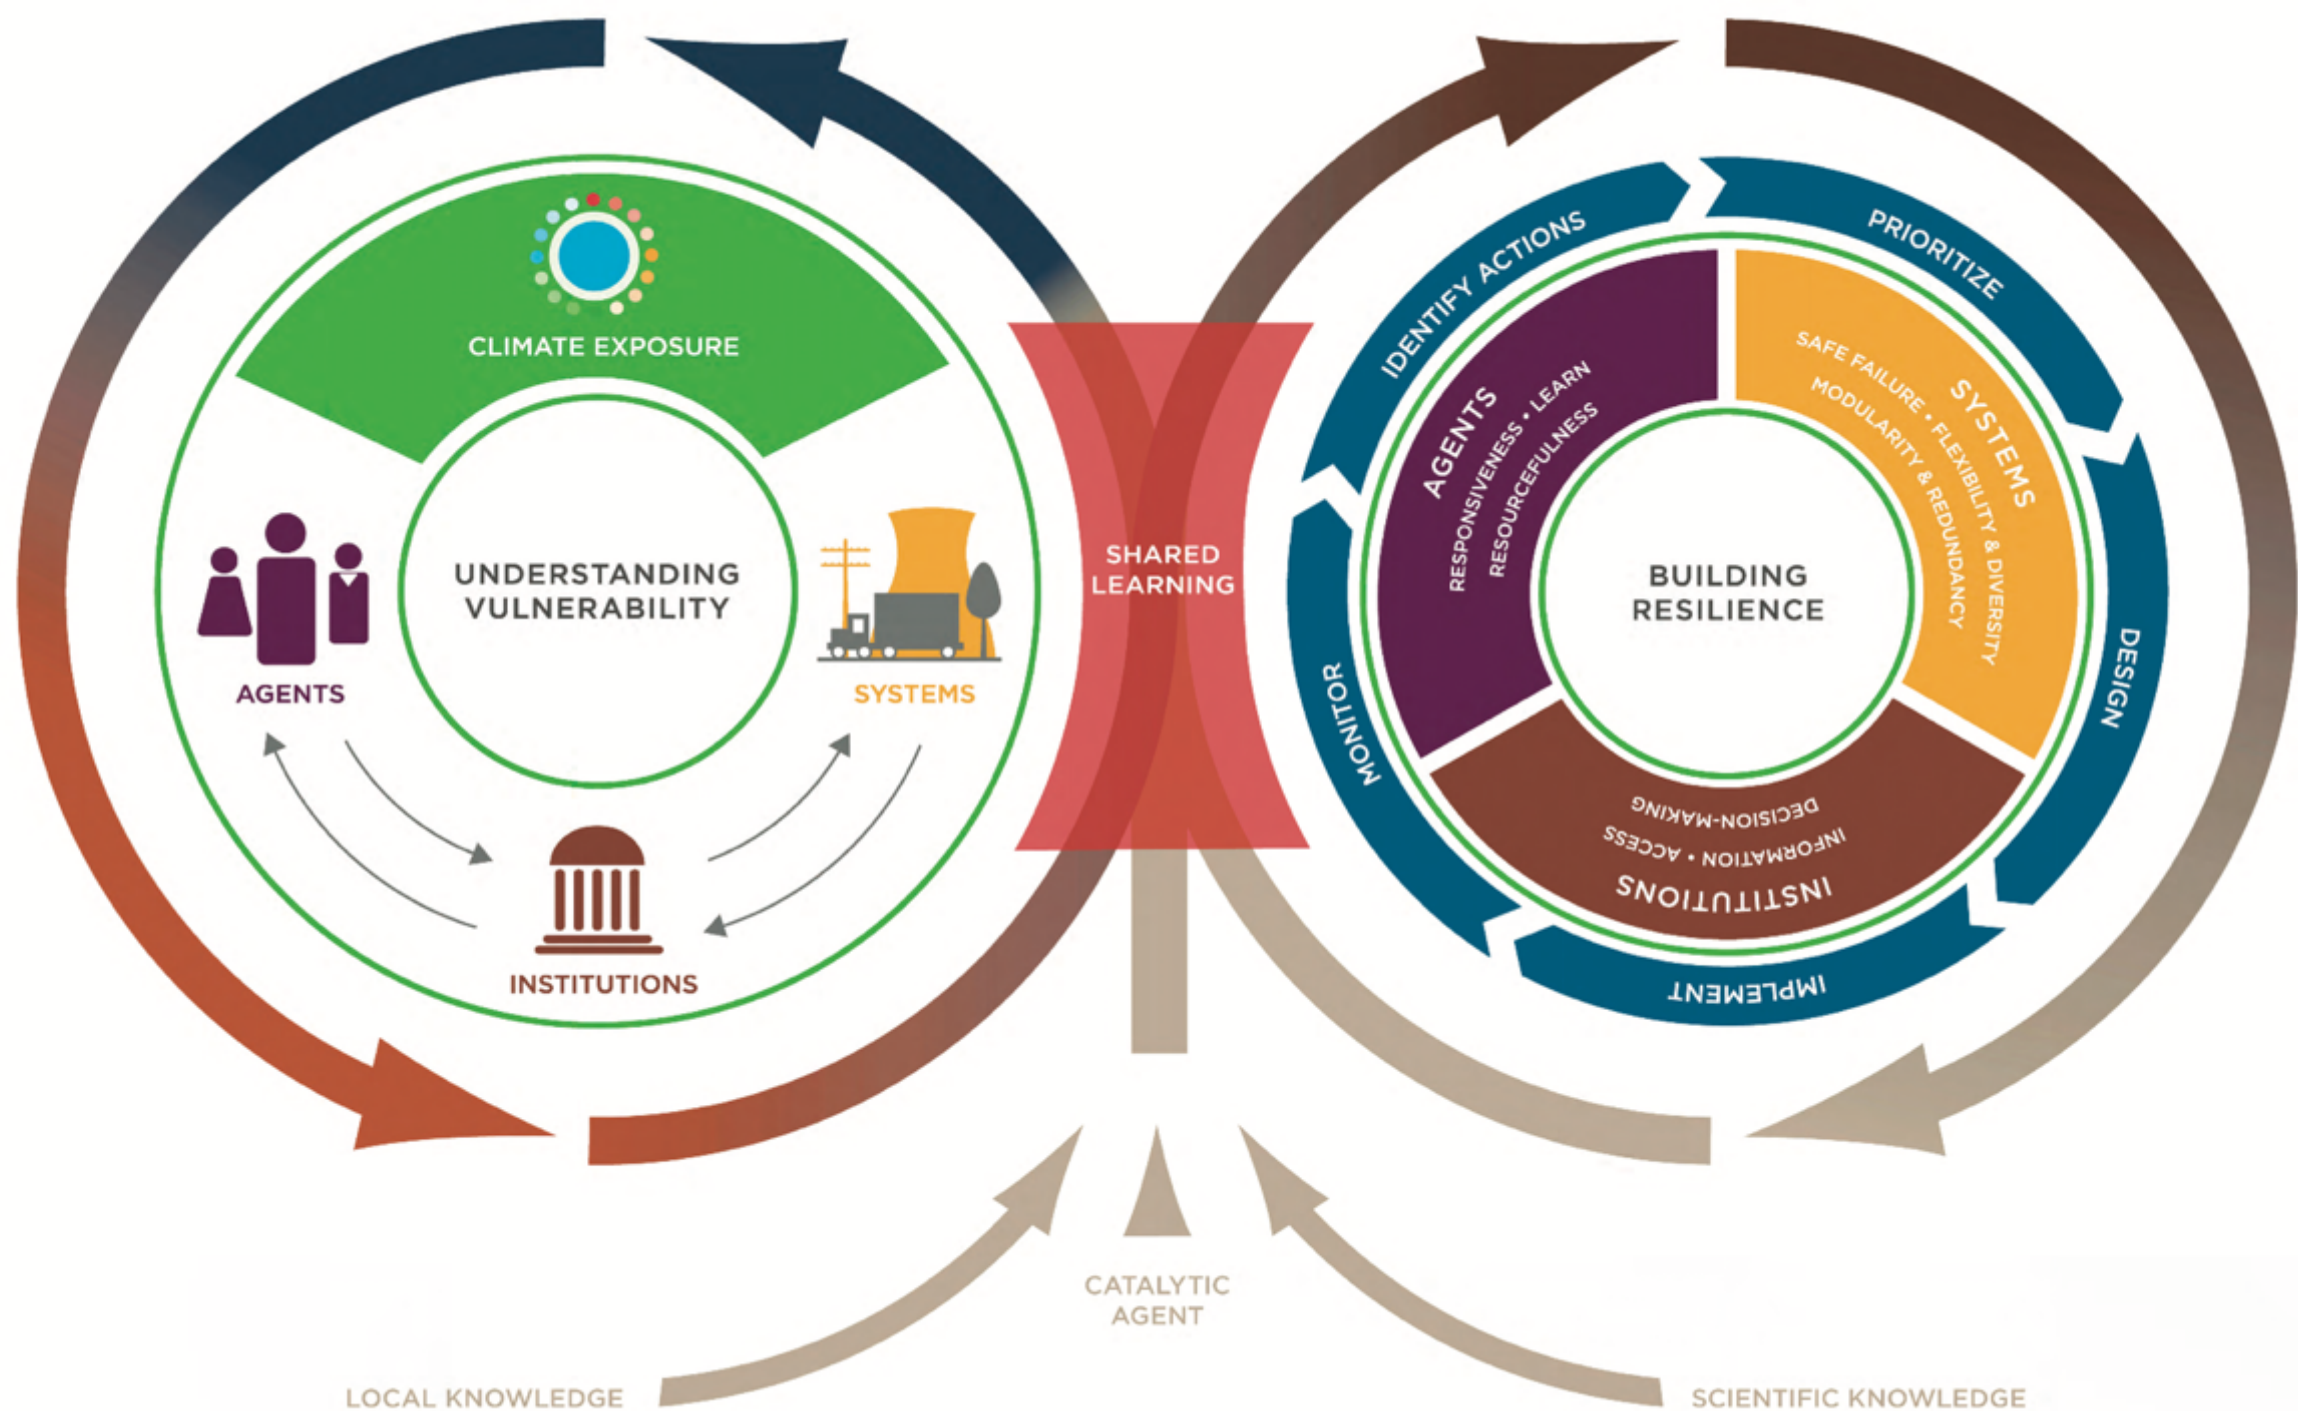 CLIMATE EXPOSURE
UNDERSTANDING
VULNERABILITY
AGENTS
SYSTEMS
INSTITUTIONS
SHARED
LEARNING
IDENTIFY ACTIONS
PRIORITIZE
DESIGN
IMPLEMENT
MONITOR
AGENTS
RESPONSIVENESS • LEARN
RESOURCEFULNESS
SYSTEMS
SAFE FAILURE • FLEXIBILITY & DIVERSITY
MODULARITY & REDUNDANCY
BUILDING
RESILIENCE
INSTITUTIONS
INFORMATION • ACCESS
DECISION-MAKING
CATALYTIC
AGENT
LOCAL KNOWLEDGE
SCIENTIFIC KNOWLEDGE